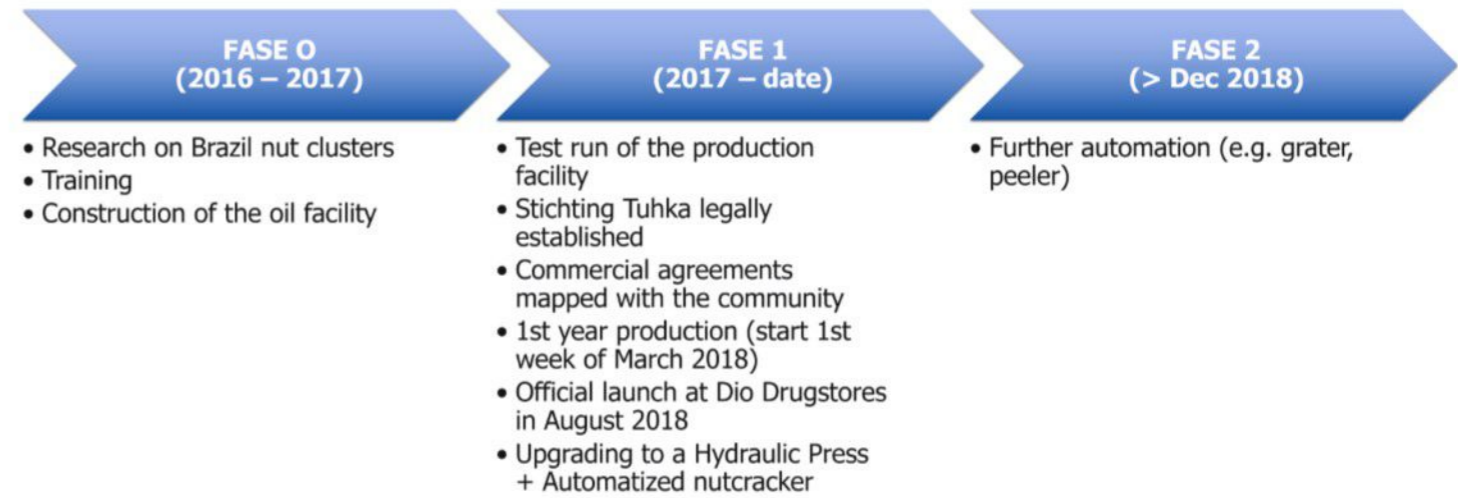 FASE O
(2016 – 2017)
• Research on Brazil nut clusters
• Training
• Construction of the oil facility
FASE 1
(2017 – date)
• Test run of the production
facility
• Stichting Tuhka legally
established
• Commercial agreements
mapped with the community
• 1st year production (start 1st
week of March 2018)
• Official launch at Dio Drugstores
in August 2018
• Upgrading to a Hydraulic Press
+ Automatized nutcracker
FASE 2
(> Dec 2018)
• Further automation (e.g. grater,
peeler)